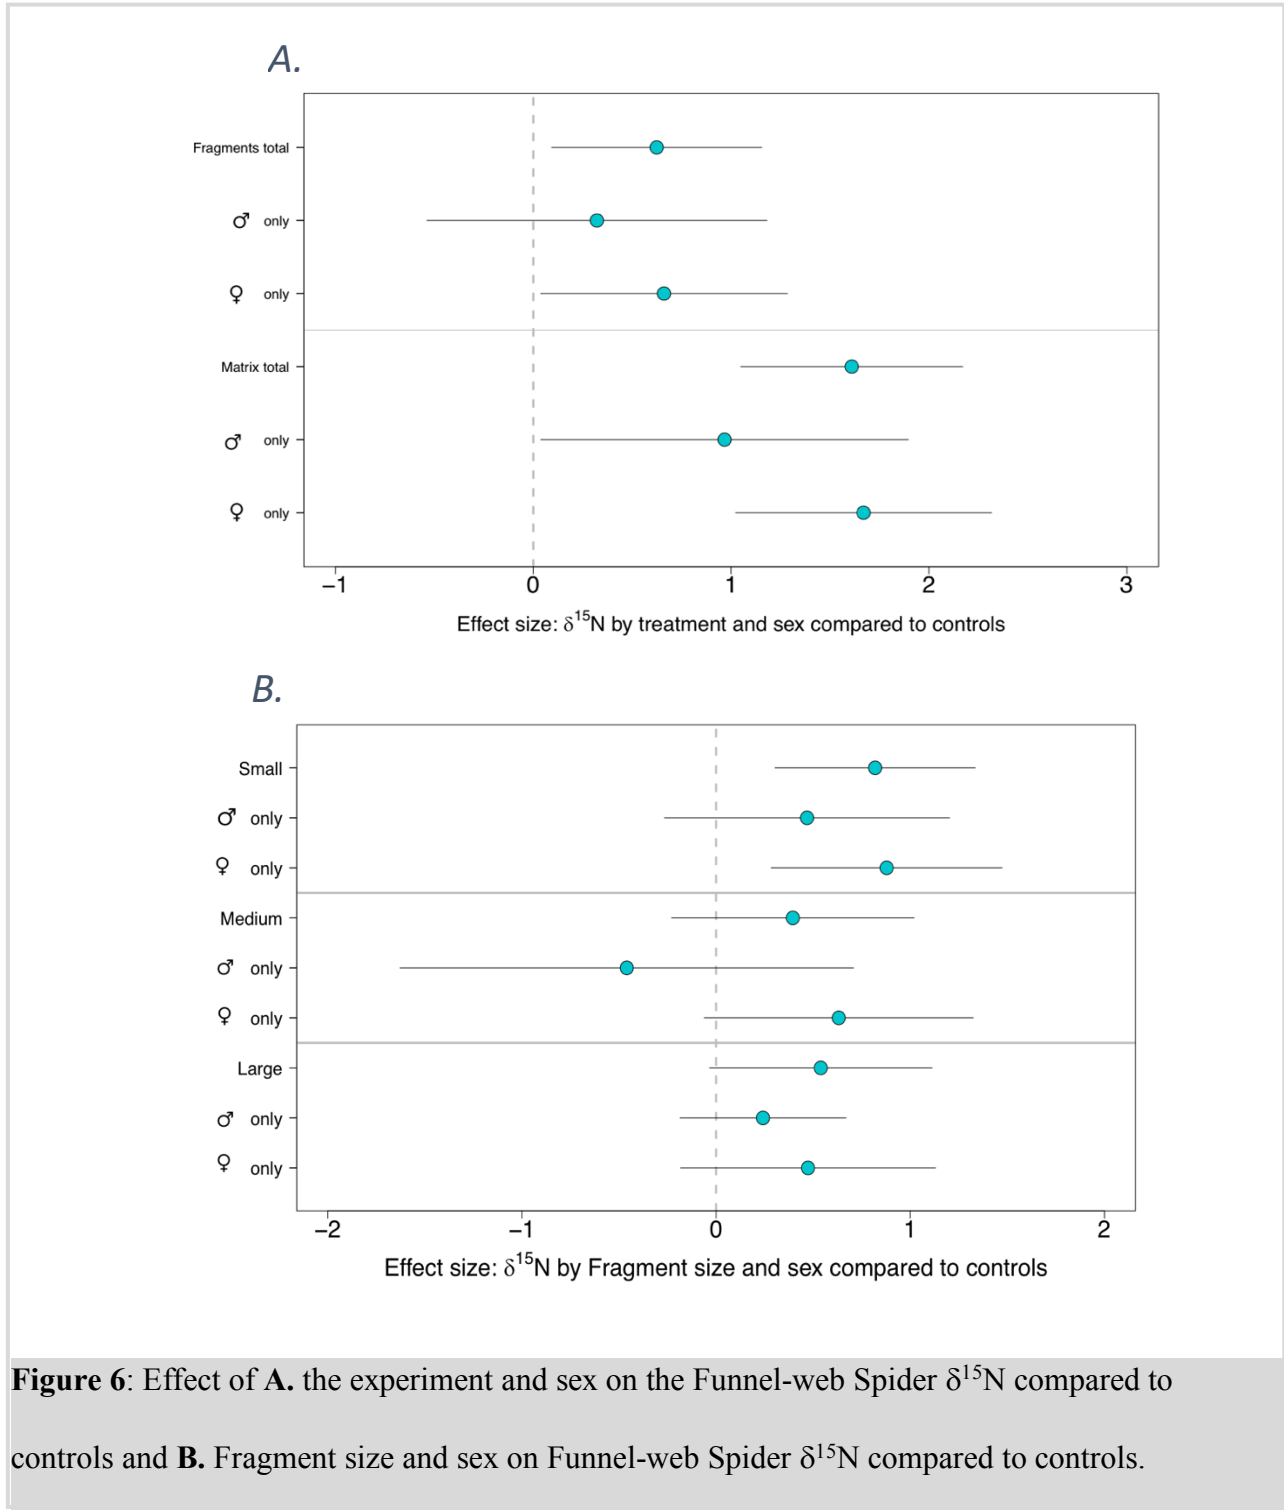 A.
Fragments total
♂ only
♀ only
Matrix total
♂ only
♀ only
−1 0 1 2 3
Effect size: δ¹⁵N by treatment and sex compared to controls
B.
Small
♂ only
♀ only
Medium
♂ only
♀ only
Large
♂ only
♀ only
−2 −1 0 1 2
Effect size: δ¹⁵N by Fragment size and sex compared to controls
Figure 6: Effect of A. the experiment and sex on the Funnel-web Spider δ¹⁵N compared to
controls and B. Fragment size and sex on Funnel-web Spider δ¹⁵N compared to controls.